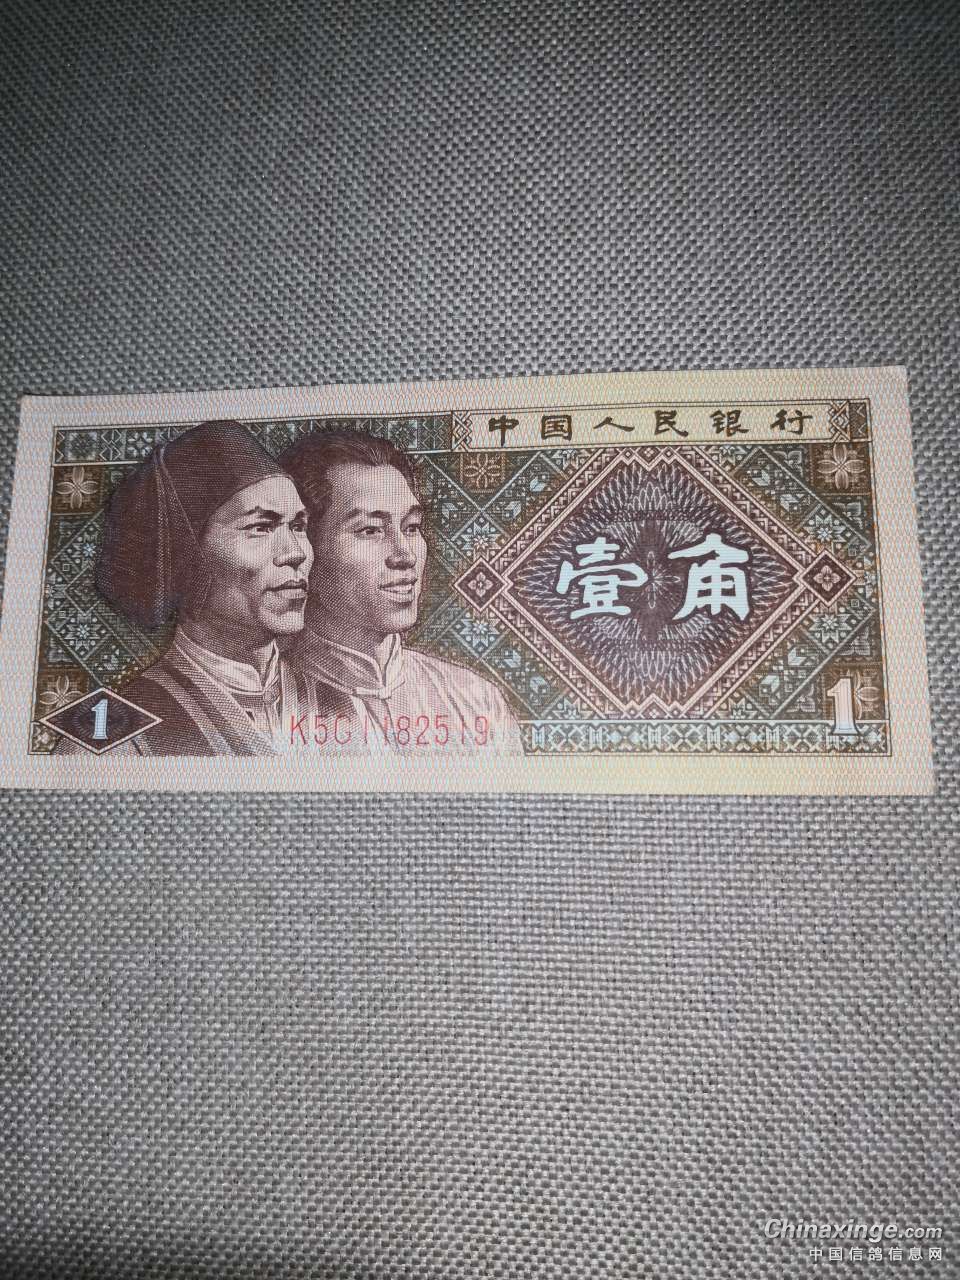 中国人民银行
壹角
1
1
K5G1182519
Chinaxinge.com
中国信鸽信息网